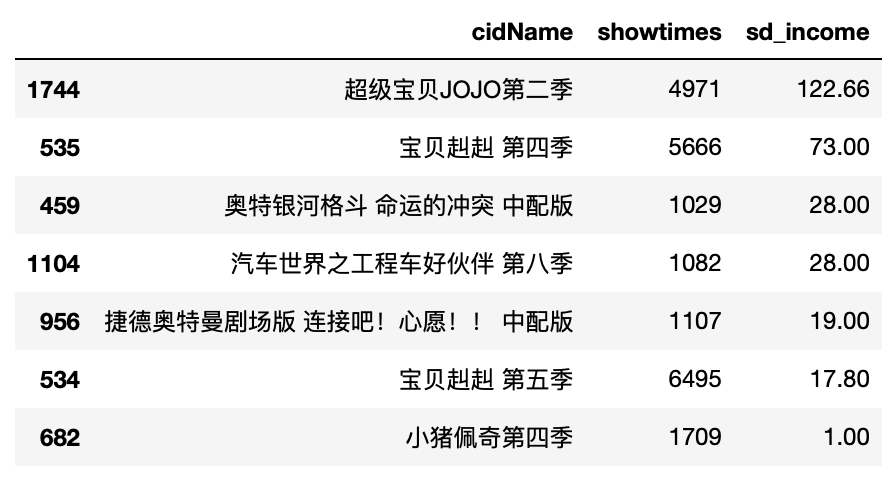 cidName showtimes sd_income
1744 超级宝贝JOJO第二季 4971 122.66
535 宝贝赳赳 第四季 5666 73.00
459 奥特银河格斗 命运的冲突 中配版 1029 28.00
1104 汽车世界之工程车好伙伴 第八季 1082 28.00
956 捷德奥特曼剧场版 连接吧！心愿！！ 中配版 1107 19.00
534 宝贝赳赳 第五季 6495 17.80
682 小猪佩奇第四季 1709 1.00